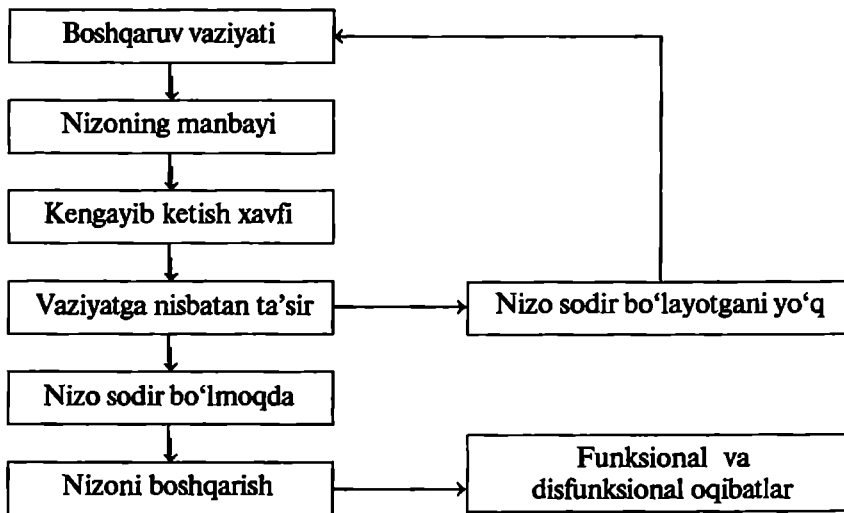 Boshqaruv vaziyati
Nizoning manbayi
Kengayib ketish xavfi
Vaziyatga nisbatan ta’sir
Nizo sodir bo‘layotgani yo‘q
Nizo sodir bo‘lmoqda
Nizoni boshqarish
Funksional va
disfunksional oqibatlar